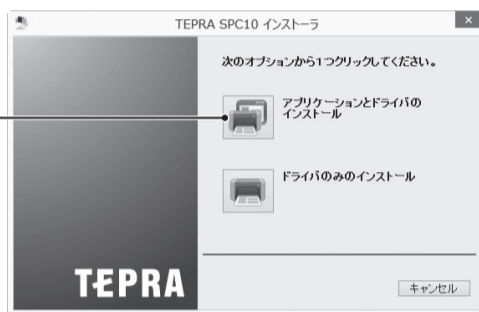 TEPRA SPC10 インストーラ
次のオプションから1つクリックしてください。
アプリケーションとドライバの
インストール
ドライバのみのインストール
TEPRA
キャンセル